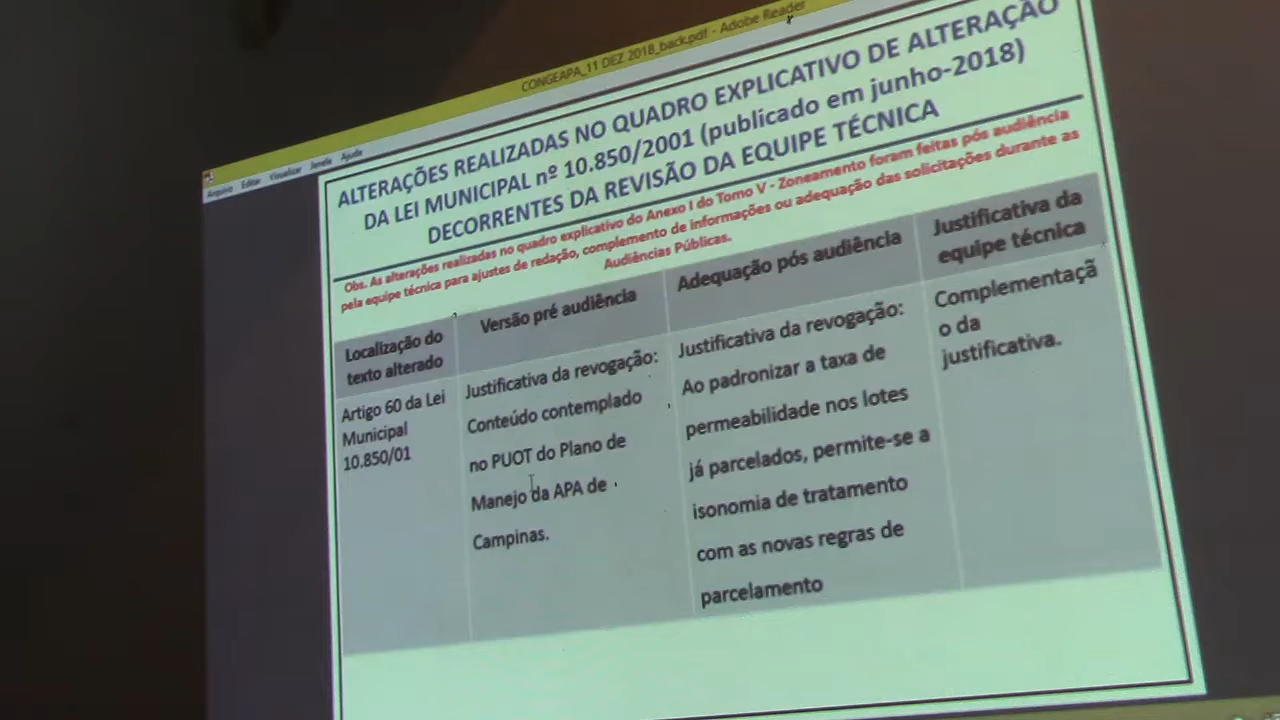 CONGEAPA_11 DEZ 2018_back.pdf - Adobe Reader
Arquivo Editar Visualizar Janela Ajuda
ALTERAÇÕES REALIZADAS NO QUADRO EXPLICATIVO DE ALTERAÇÃO
DA LEI MUNICIPAL nº 10.850/2001 (publicado em junho-2018)
DECORRENTES DA REVISÃO DA EQUIPE TÉCNICA
Obs. As alterações realizadas no quadro explicativo do Anexo I do Tomo V - Zoneamento foram feitas pós audiência
pela equipe técnica para ajustes de redação, complemento de informações ou adequação das solicitações durante as
Audiências Públicas.
Localização do
texto alterado
Versão pré audiência
Adequação pós audiência
Justificativa da
equipe técnica
Artigo 60 da Lei
Municipal
10.850/01
Justificativa da revogação:
Conteúdo contemplado
no PUOT do Plano de
Manejo da APA de
Campinas.
Justificativa da revogação:
Ao padronizar a taxa de
permeabilidade nos lotes
já parcelados, permite-se a
isonomia de tratamento
com as novas regras de
parcelamento
Complementaçã
o da
justificativa.